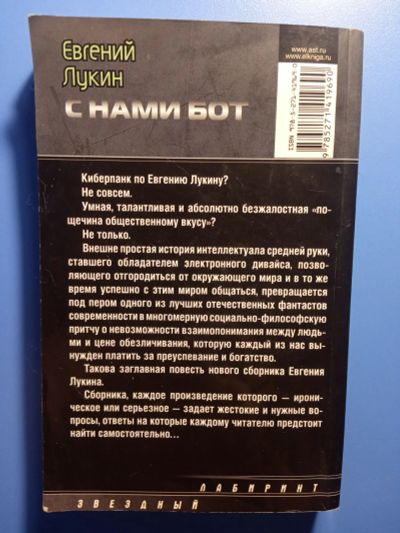 Евгений
Лукин
С НАМИ БОТ
www.ast.ru
www.elkniga.ru
9 785271 419690
Киберпанк по Евгению Лукину?
Не совсем.
Умная, талантливая и абсолютно безжалостная «по-
щечина общественному вкусу»?
Не только.
Внешне простая история интеллектуала средней руки,
ставшего обладателем электронного дивайса, позво-
ляющего отгородиться от окружающего мира и в то же
время успешно с этим миром общаться, превращается
под пером одного из лучших отечественных фантастов
современности в многомерную социально-философскую
притчу о невозможности взаимопонимания между людь-
ми и цене обезличивания, которую каждый из нас вы-
нужден платить за преуспевание и богатство.
Такова заглавная повесть нового сборника Евгения
Лукина.
Сборника, каждое произведение которого — ирони-
ческое или серьезное — задает жестокие и нужные во-
просы, ответы на которые каждому читателю предстоит
найти самостоятельно...
ЗВЕЗДНЫЙ
ЛАБИРИНТ